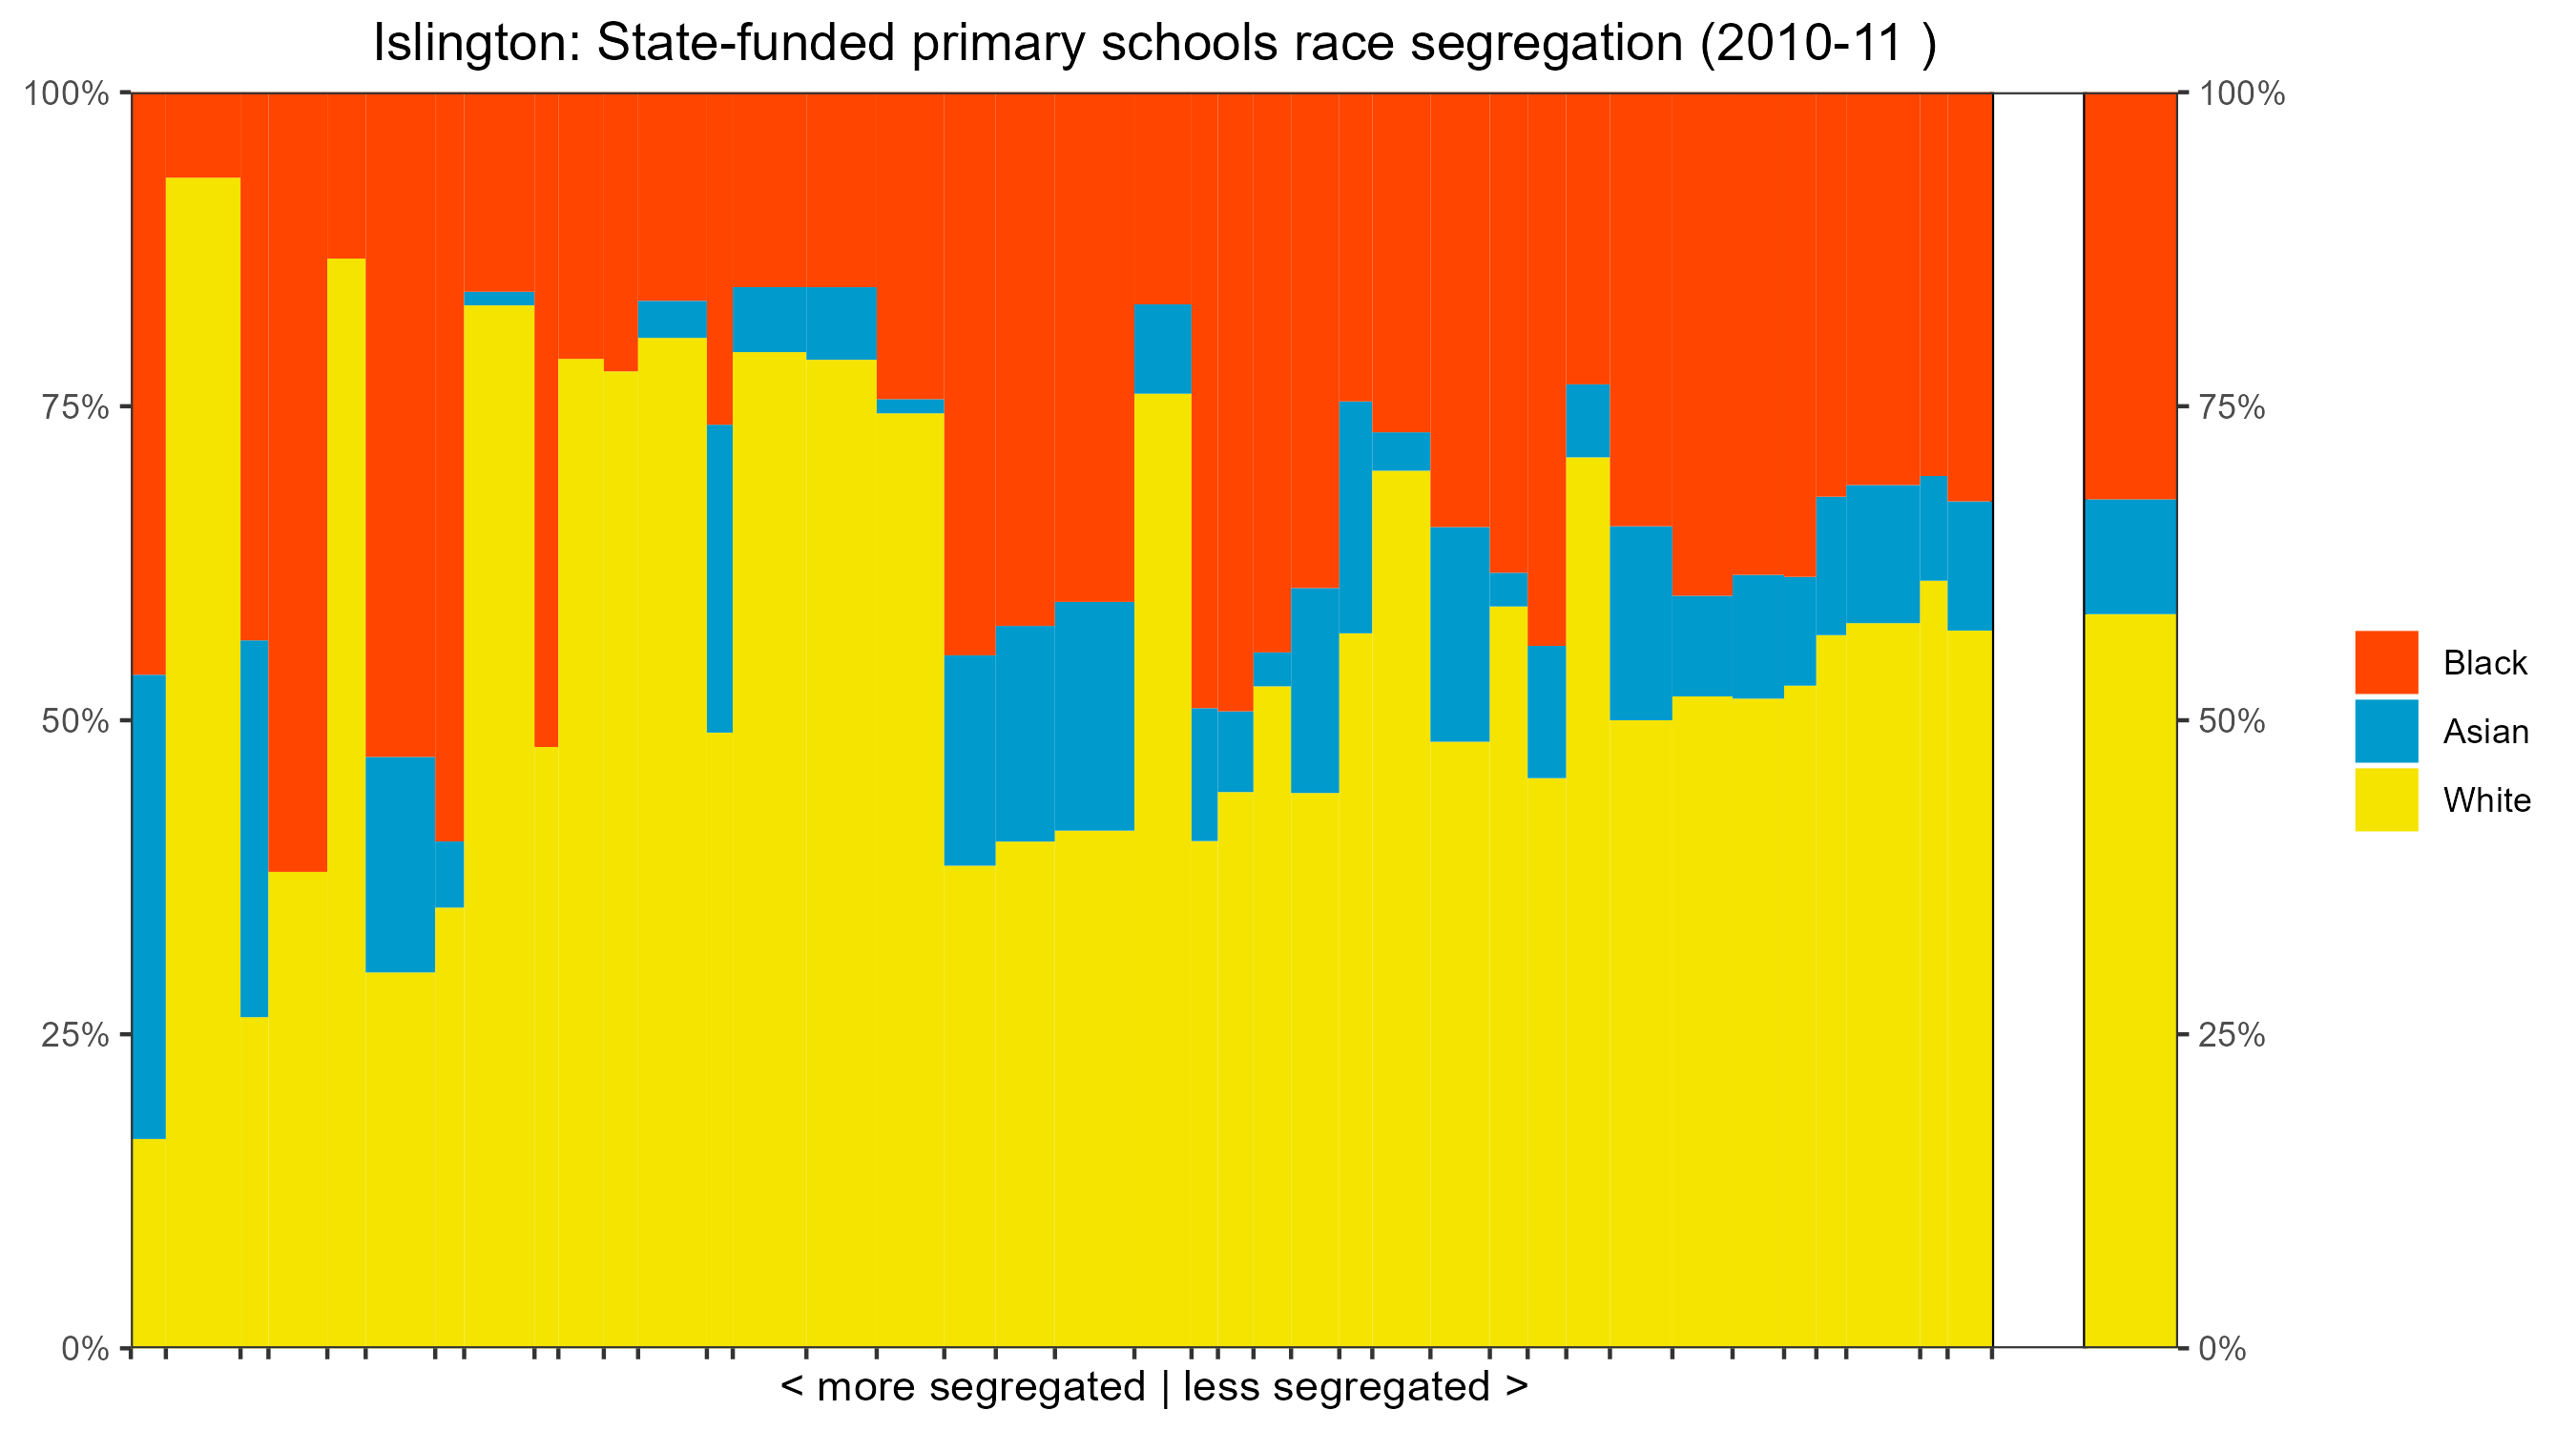 Islington: State-funded primary schools race segregation (2010-11 )
100%
75%
50%
25%
0%
100%
75%
50%
25%
0%
Black
Asian
White
< more segregated | less segregated >